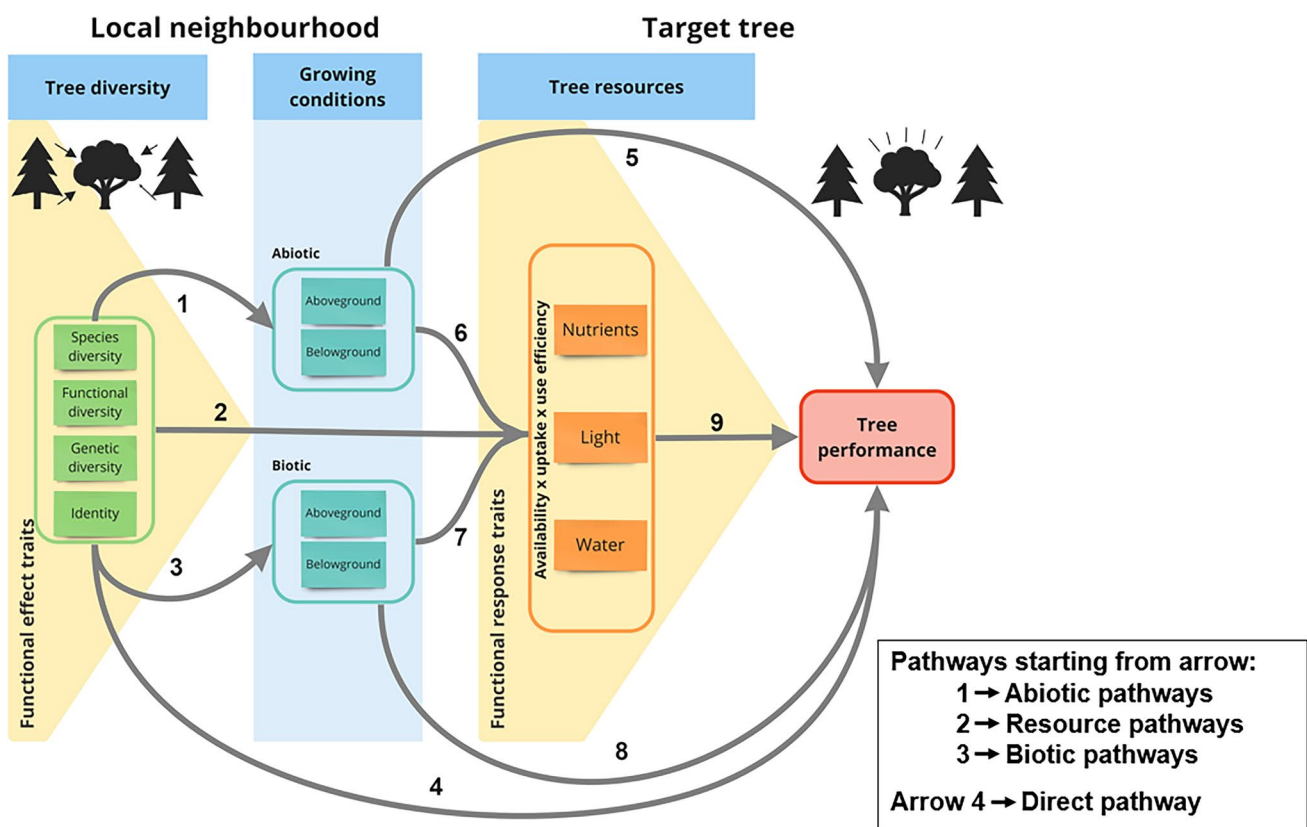 Local neighbourhood
Target tree
Tree diversity
Growing
conditions
Tree resources
5
Abiotic
Aboveground
Belowground
1
6
Species
diversity
Functional
diversity
Genetic
diversity
Identity
2
Biotic
Aboveground
Belowground
3
7
Functional effect traits
Functional response traits
Availability x uptake x use efficiency
Nutrients
Light
Water
9
Tree
performance
8
4
Pathways starting from arrow:
1 → Abiotic pathways
2 → Resource pathways
3 → Biotic pathways
Arrow 4 → Direct pathway